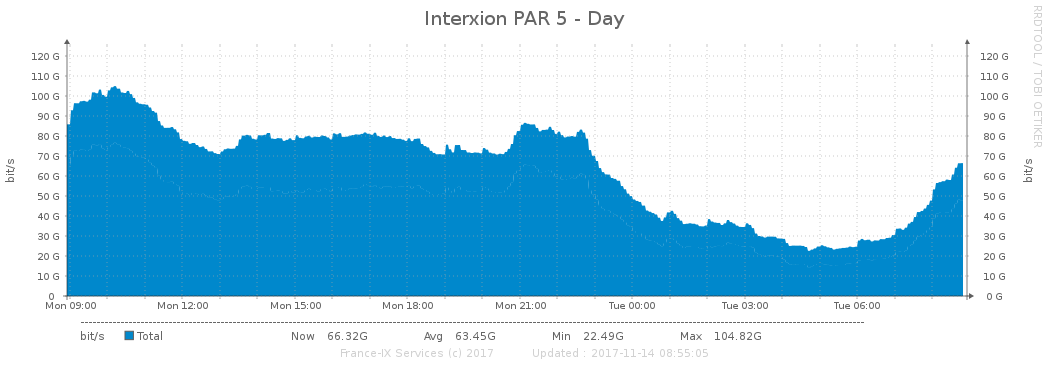 Interxion PAR 5 - Day
RRDTOOL / TOBI OETIKER
bit/s
120 G
110 G
100 G
90 G
80 G
70 G
60 G
50 G
40 G
30 G
20 G
10 G
0
120 G
110 G
100 G
90 G
80 G
70 G
60 G
50 G
40 G
30 G
20 G
10 G
0 G
bit/s
Mon 09:00 Mon 12:00 Mon 15:00 Mon 18:00 Mon 21:00 Tue 00:00 Tue 03:00 Tue 06:00
bit/s Total Now 66.32G Avg 63.45G Min 22.49G Max 104.82G
France-IX Services (c) 2017 Updated : 2017-11-14 08:55:05